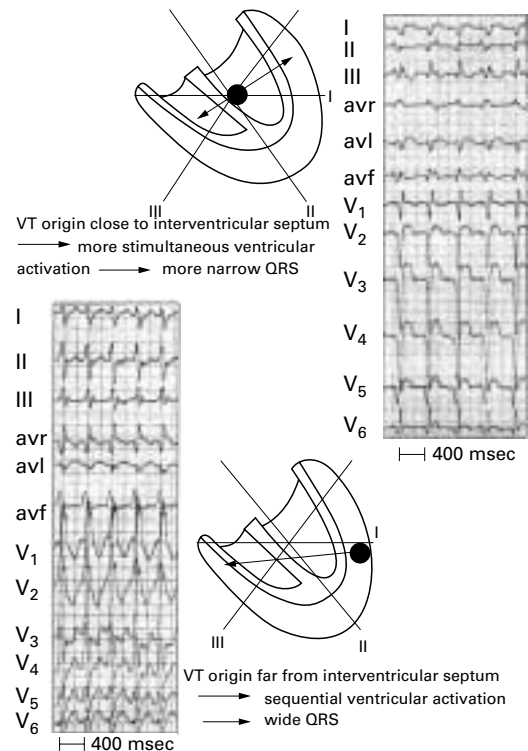 I
II
III
avr
avl
avf
V1
V2
V3
V4
V5
V6
400 msec
I
III
II
VT origin close to interventricular septum
more stimultaneous ventricular
activation more narrow QRS
I
II
III
avr
avl
avf
V1
V2
V3
V4
V5
V6
400 msec
I
III
II
VT origin far from interventricular septum
sequential ventricular activation
wide QRS